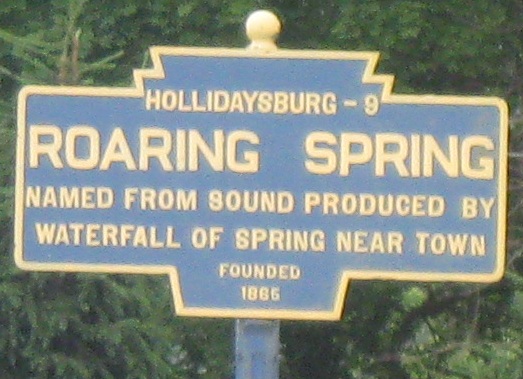 HOLLIDAYSBURG - 9
ROARING SPRING
NAMED FROM SOUND PRODUCED BY
WATERFALL OF SPRING NEAR TOWN
FOUNDED
1865